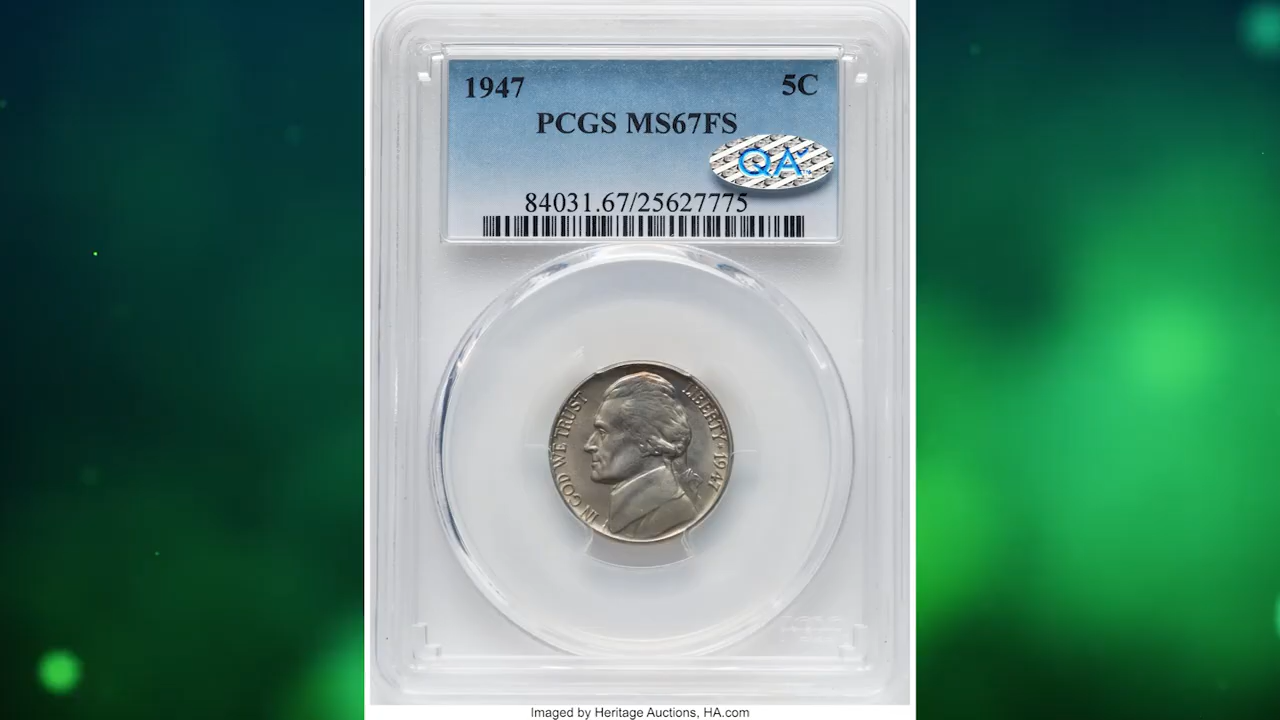 1947 5C
PCGS MS67FS
QA
84031.67/25627775
IN GOD WE TRUST
LIBERTY · 1947
Imaged by Heritage Auctions, HA.com